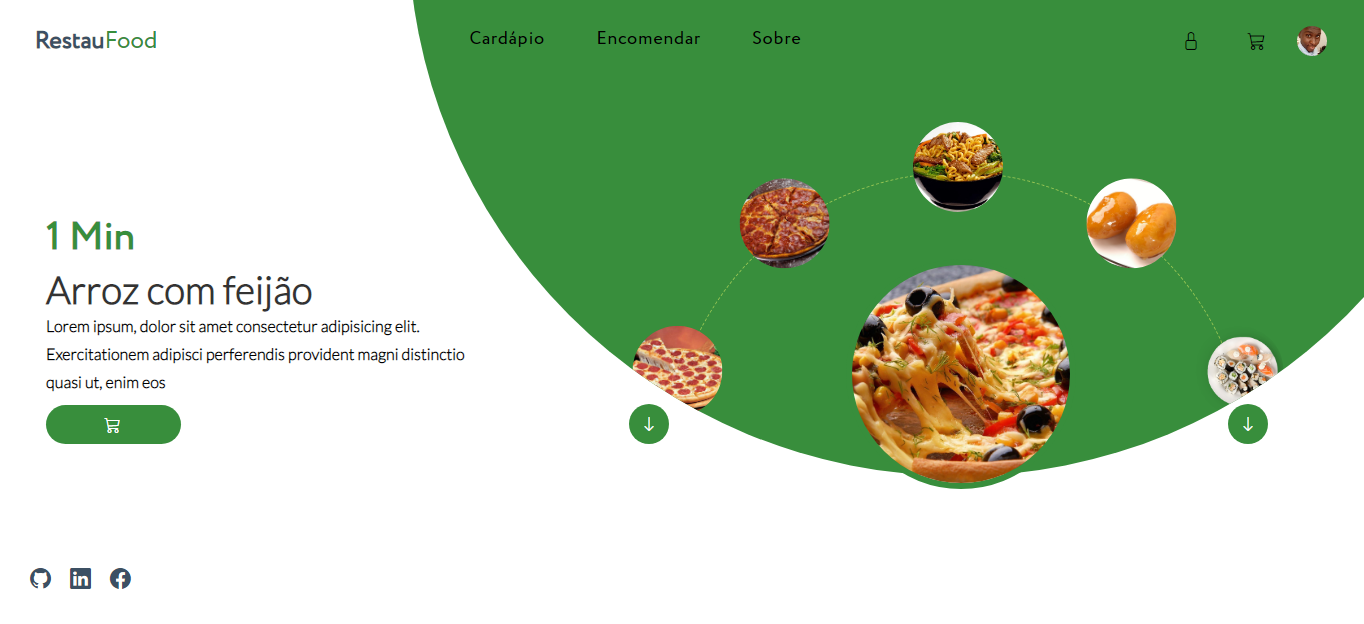 RestauFood
Cardápio
Encomendar
Sobre
1 Min
Arroz com feijão
Lorem ipsum, dolor sit amet consectetur adipisicing elit.
Exercitationem adipisci perferendis provident magni distinctio
quasi ut, enim eos